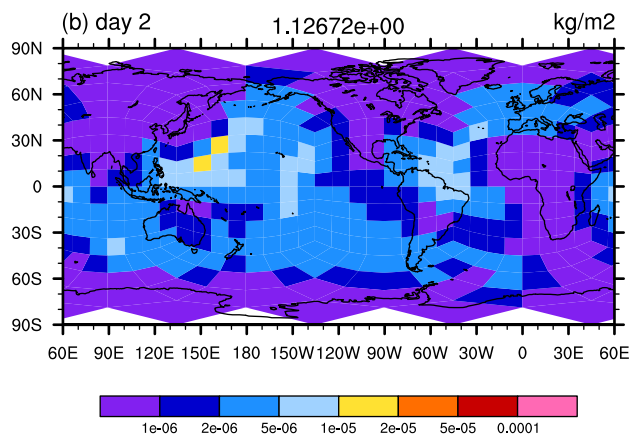 (b) day 2 1.12672e+00 kg/m2
90N
60N
30N
0
30S
60S
90S
60E 90E 120E 150E 180 150W 120W 90W 60W 30W 0 30E 60E
1e-06 2e-06 5e-06 1e-05 2e-05 5e-05 0.0001